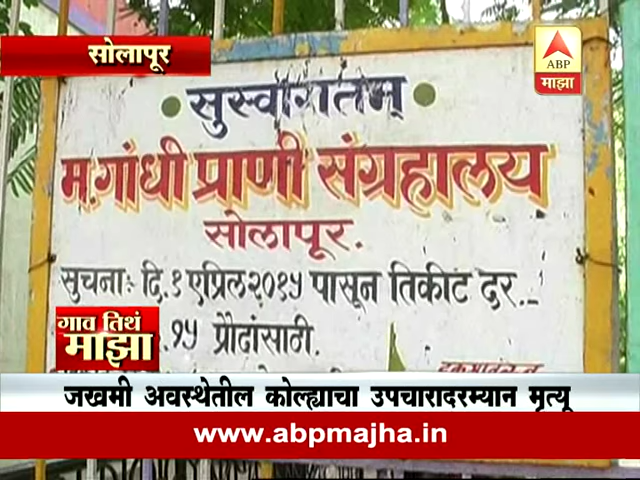 सोलापूर
ABP
माझा
सुस्वागतम्
म.गांधी प्राणी संग्रहालय
सोलापूर.
सुचनाः- दि.१ एप्रिल२०१५ पासून तिकीट दर.
१५ प्रौढांसाठी.
गाव तिथं
माझा
जखमी अवस्थेतील कोल्ह्याचा उपचारादरम्यान मृत्यू
www.abpmajha.in